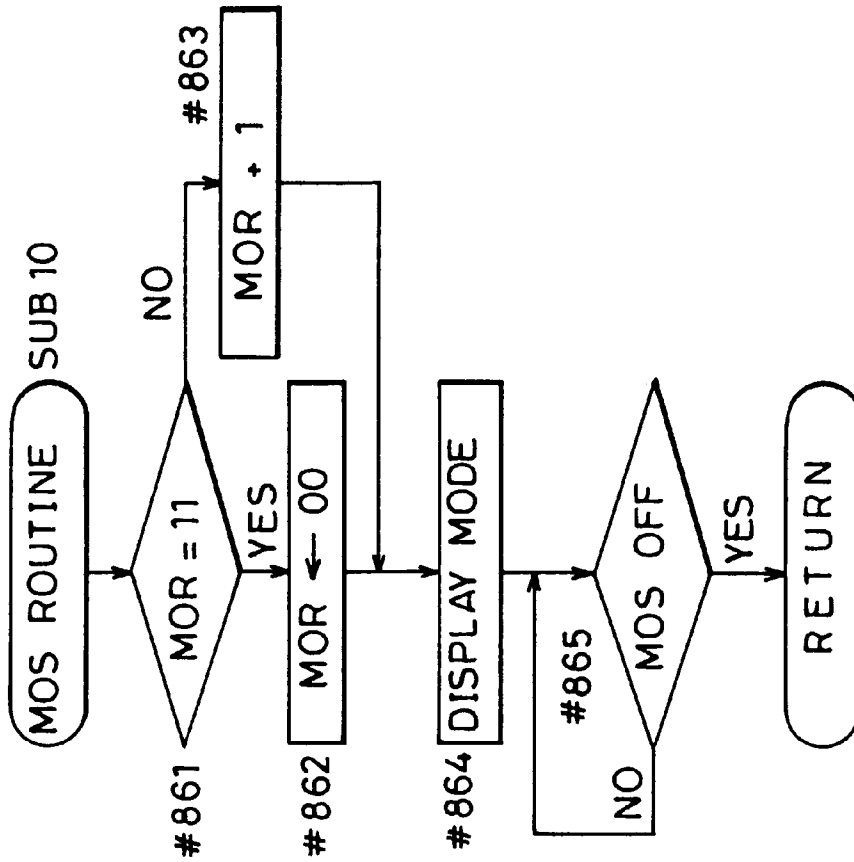 MOS ROUTINE
SUB 10
#861
MOR = 11
NO
YES
#863
MOR + 1
#862
MOR ← 00
#864
DISPLAY MODE
#865
MOS OFF
NO
YES
RETURN